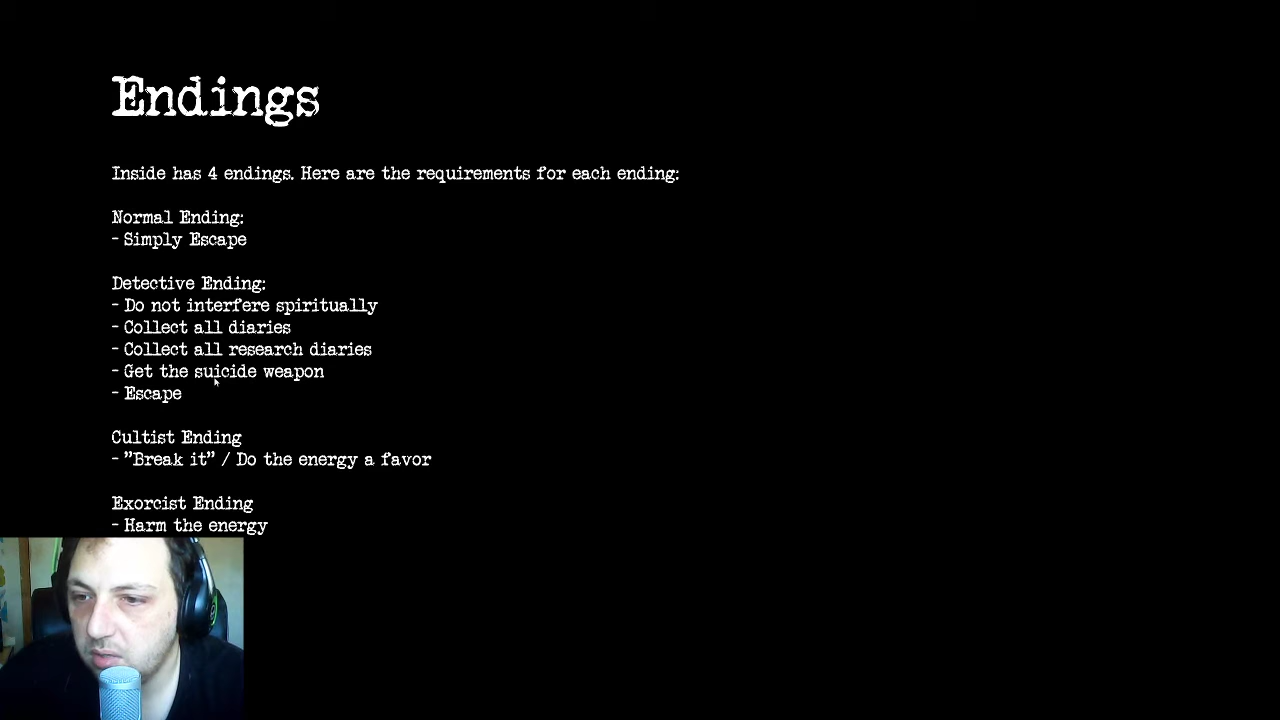 Endings
Inside has 4 endings. Here are the requirements for each ending:
Normal Ending:
- Simply Escape
Detective Ending:
- Do not interfere spiritually
- Collect all diaries
- Collect all research diaries
- Get the suicide weapon
- Escape
Cultist Ending
- "Break it" / Do the energy a favor
Exorcist Ending
- Harm the energy